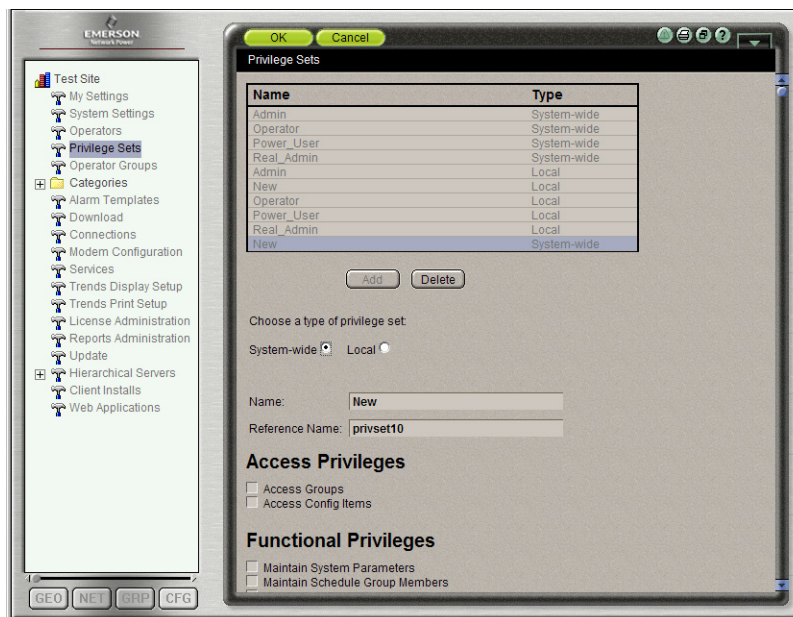 EMERSON
Network Power
OK Cancel
Privilege Sets
Test Site
My Settings
System Settings
Operators
Privilege Sets
Operator Groups
Categories
Alarm Templates
Download
Connections
Modem Configuration
Services
Trends Display Setup
Trends Print Setup
License Administration
Reports Administration
Update
Hierarchical Servers
Client Installs
Web Applications
GEO NET GRP CFG
Name Type
Admin System-wide
Operator System-wide
Power_User System-wide
Real_Admin System-wide
Admin Local
New Local
Operator Local
Power_User Local
Real_Admin Local
New System-wide
Add Delete
Choose a type of privilege set:
System-wide Local
Name: New
Reference Name: privset10
Access Privileges
Access Groups
Access Config Items
Functional Privileges
Maintain System Parameters
Maintain Schedule Group Members